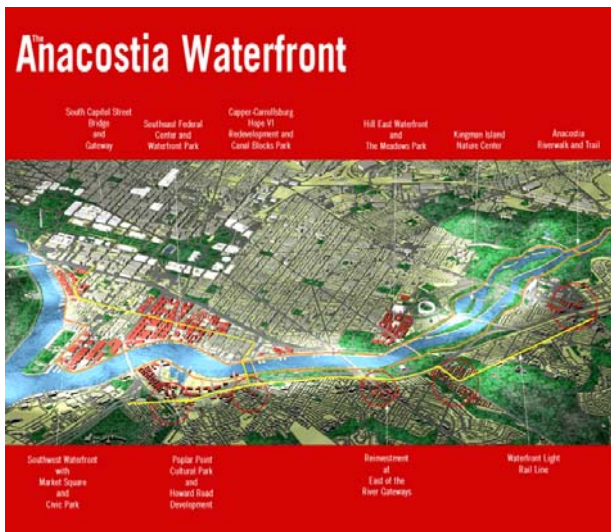 The
Anacostia Waterfront
South Capitol Street
Bridge
and
Gateway
Southeast Federal
Center and
Waterfront Park
Capper-Carrollsburg
Hope VI
Redevelopment and
Canal Blocks Park
Hill East Waterfront
and
The Meadows Park
Kingman Island
Nature Center
Anacostia
Riverwalk and Trail
Southwest Waterfront
with
Market Square
and
Civic Park
Poplar Point
Cultural Park
and
Howard Road
Development
Reinvestment
at
East of the
River Gateways
Waterfront Light
Rail Line